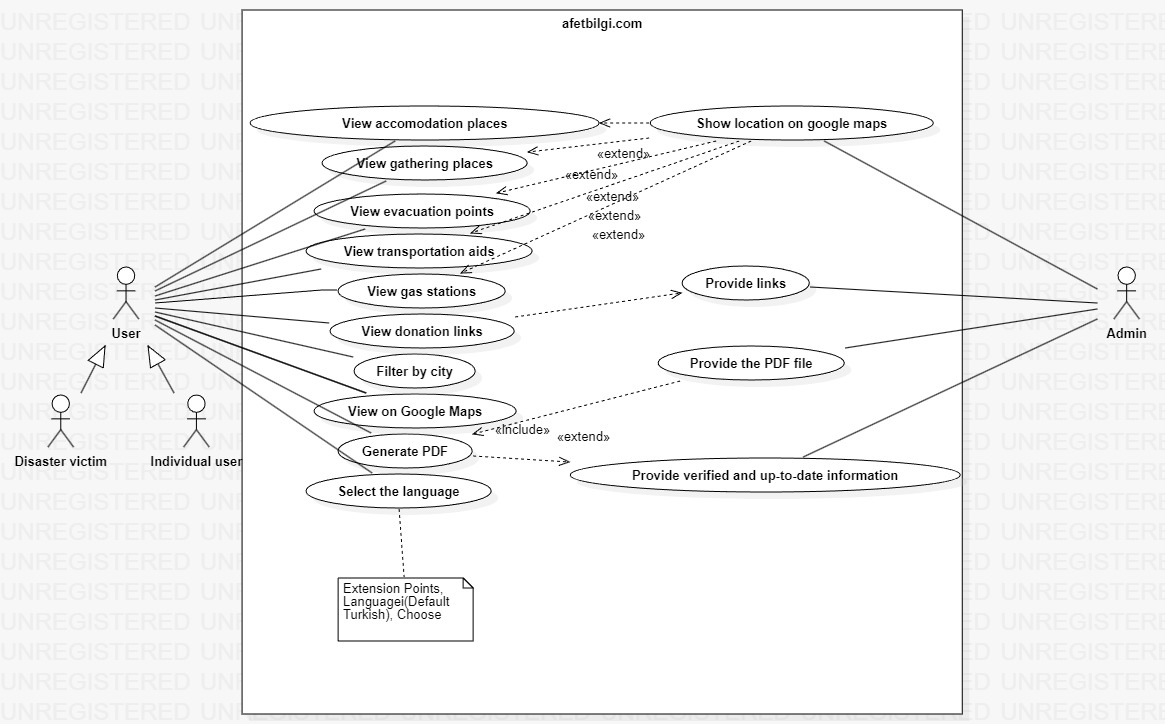 afetbilgi.com
View accomodation places
Show location on google maps
View gathering places
«extend»
«extend»
View evacuation points
«extend»
«extend»
«extend»
View transportation aids
View gas stations
Provide links
View donation links
User
Admin
Filter by city
Provide the PDF file
View on Google Maps
«include»
«extend»
Generate PDF
Disaster victim
Individual user
Provide verified and up-to-date information
Select the language
Extension Points,
Languagei(Default
Turkish), Choose
UNREGISTERED